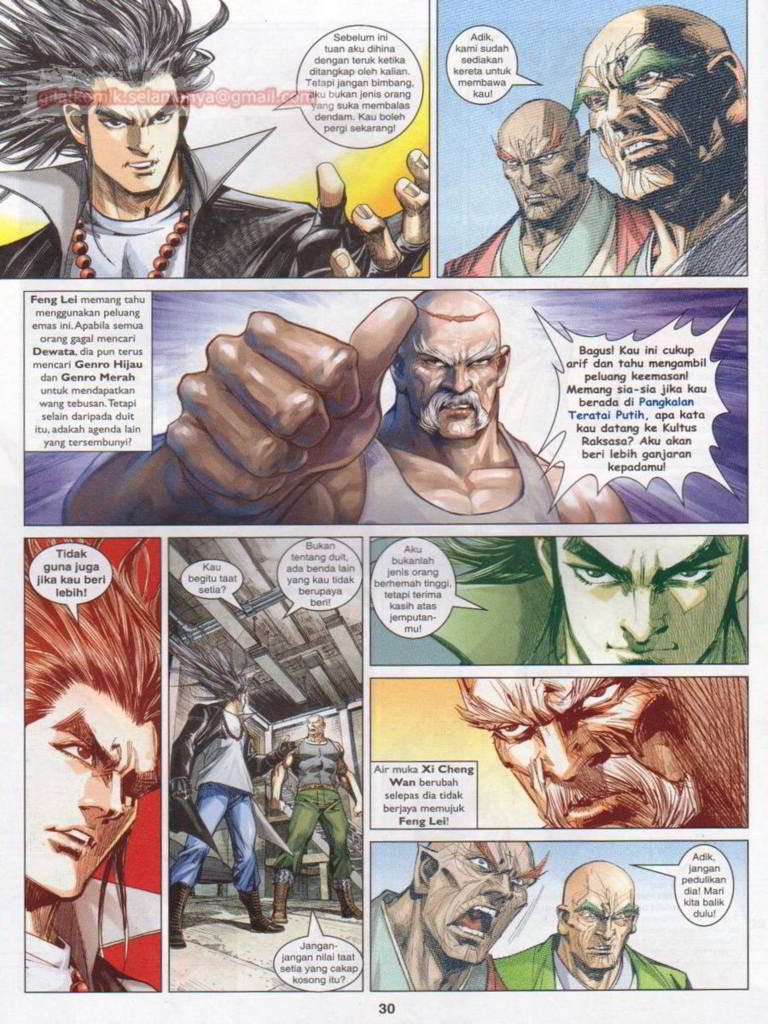 Sebelum ini
tuan aku dihina
dengan teruk ketika
ditangkap oleh kalian.
Tetapi jangan bimbang,
aku bukan jenis orang
yang suka membalas
dendam. Kau boleh
pergi sekarang!
gila.komik.selamanya@gmail.com
Adik,
kami sudah
sediakan
kereta untuk
membawa
kau!
Feng Lei memang tahu
menggunakan peluang
emas ini. Apabila semua
orang gagal mencari
Dewata, dia pun terus
mencari Genro Hijau
dan Genro Merah
untuk mendapatkan
wang tebusan. Tetapi
selain daripada duit
itu, adakah agenda lain
yang tersembunyi?
Bagus! Kau ini cukup
arif dan tahu mengambil
peluang keemasan!
Memang sia-sia jika kau
berada di Pangkalan
Teratai Putih, apa kata
kau datang ke Kultus
Raksasa? Aku akan
beri lebih ganjaran
kepadamu!
Tidak
guna juga
jika kau beri
lebih!
Kau
begitu taat
setia?
Bukan
tentang duit,
ada benda lain
yang kau tidak
berupaya
beri!
Jangan-
jangan nilai taat
setia yang cakap
kosong itu?
Aku
bukanlah
jenis orang
berhemah tinggi,
tetapi terima
kasih atas
jemputan-
mu!
Air muka Xi Cheng
Wan berubah
selepas dia tidak
berjaya memujuk
Feng Lei!
Adik,
jangan
pedulikan
dia! Mari
kita balik
dulu!
30